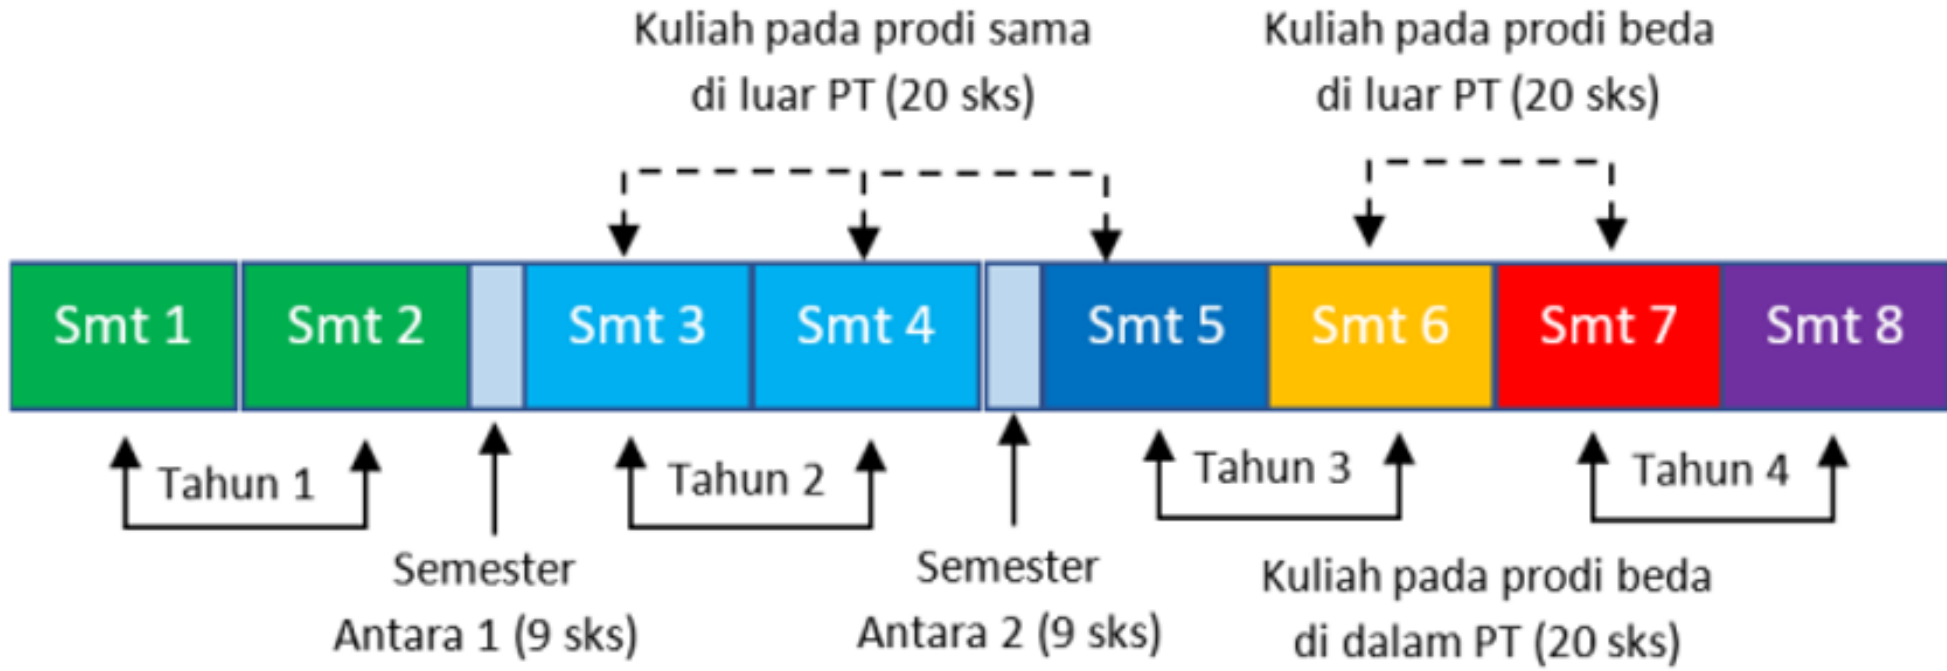 Kuliah pada prodi sama
di luar PT (20 sks)
Kuliah pada prodi beda
di luar PT (20 sks)
Smt 1
Smt 2
Smt 3
Smt 4
Smt 5
Smt 6
Smt 7
Smt 8
Tahun 1
Tahun 2
Tahun 3
Tahun 4
Semester
Antara 1 (9 sks)
Semester
Antara 2 (9 sks)
Kuliah pada prodi beda
di dalam PT (20 sks)